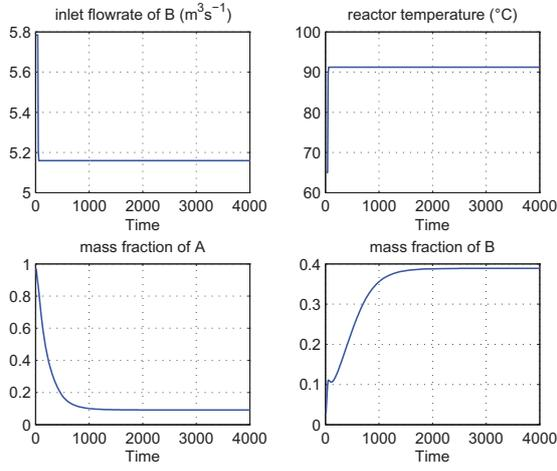 inlet flowrate of B (m³s⁻¹)
5.8
5.6
5.4
5.2
5
0 1000 2000 3000 4000
Time
reactor temperature (°C)
100
90
80
70
60
0 1000 2000 3000 4000
Time
mass fraction of A
1
0.8
0.6
0.4
0.2
0
0 1000 2000 3000 4000
Time
mass fraction of B
0.4
0.3
0.2
0.1
0
0 1000 2000 3000 4000
Time